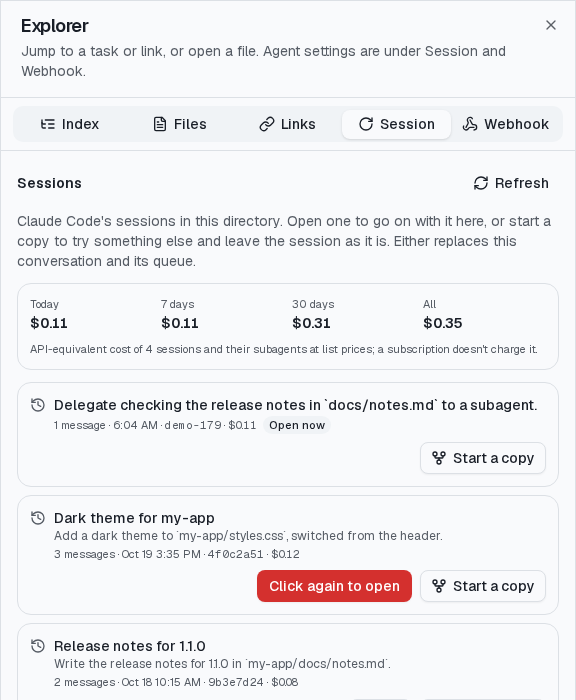 Explorer
Jump to a task or link, or open a file. Agent settings are under Session and
Webhook.
Index Files Links Session Webhook
Sessions Refresh
Claude Code's sessions in this directory. Open one to go on with it here, or start a
copy to try something else and leave the session as it is. Either replaces this
conversation and its queue.
Today 7 days 30 days All
$0.11 $0.11 $0.31 $0.35
API-equivalent cost of 4 sessions and their subagents at list prices; a subscription doesn't charge it.
Delegate checking the release notes in `docs/notes.md` to a subagent.
1 message · 6:04 AM · demo-179 · $0.11 Open now
Start a copy
Dark theme for my-app
Add a dark theme to `my-app/styles.css`, switched from the header.
3 messages · Oct 19 3:35 PM · 4f0c2a51 · $0.12
Click again to open Start a copy
Release notes for 1.1.0
Write the release notes for 1.1.0 in `my-app/docs/notes.md`.
2 messages · Oct 18 10:15 AM · 9b3e7d24 · $0.08